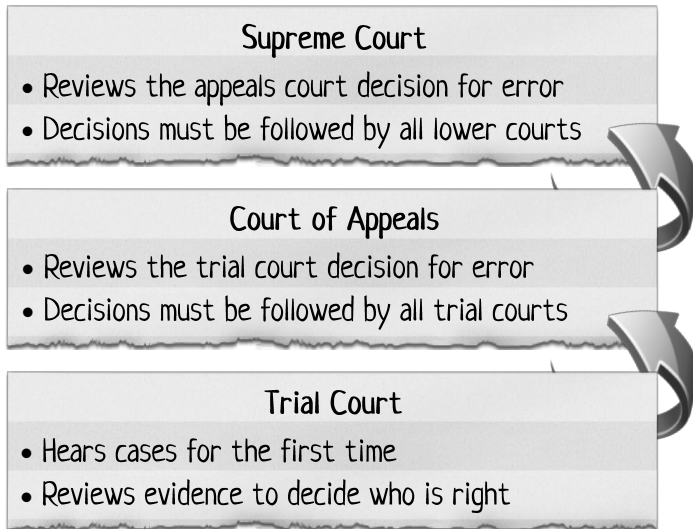 Supreme Court
• Reviews the appeals court decision for error
• Decisions must be followed by all lower courts
Court of Appeals
• Reviews the trial court decision for error
• Decisions must be followed by all trial courts
Trial Court
• Hears cases for the first time
• Reviews evidence to decide who is right